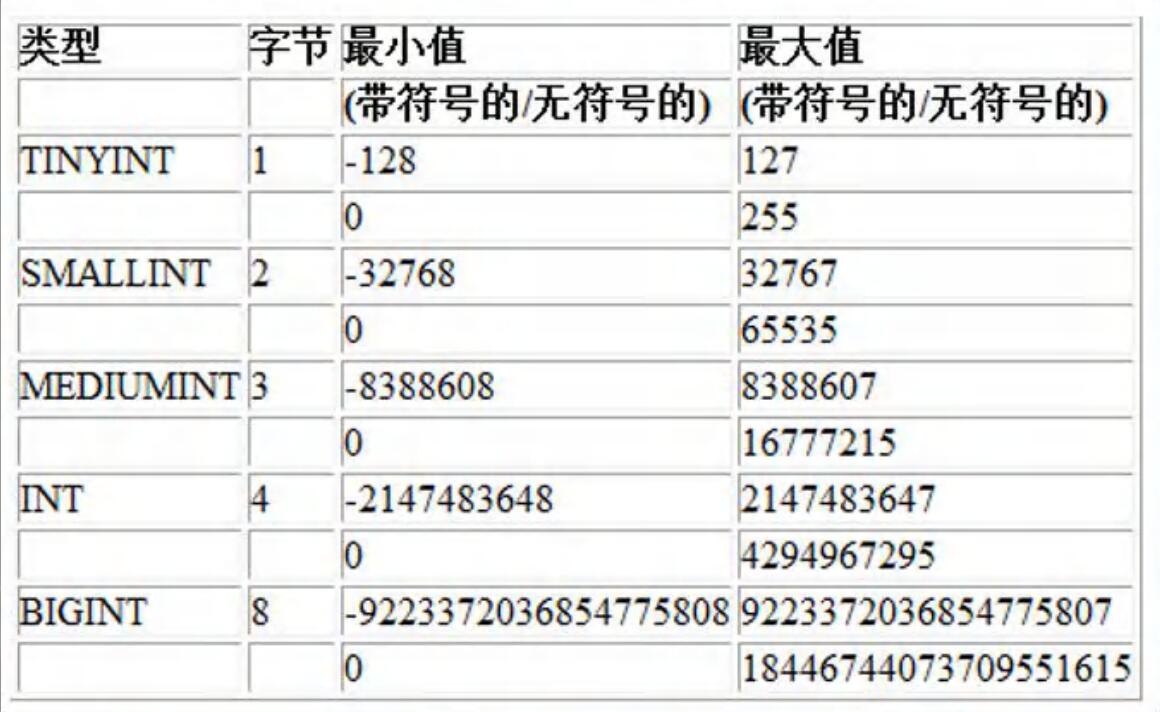 类型 字节 最小值 最大值
(带符号的/无符号的) (带符号的/无符号的)
TINYINT 1 -128 127
0 255
SMALLINT 2 -32768 32767
0 65535
MEDIUMINT 3 -8388608 8388607
0 16777215
INT 4 -2147483648 2147483647
0 4294967295
BIGINT 8 -9223372036854775808 9223372036854775807
0 18446744073709551615